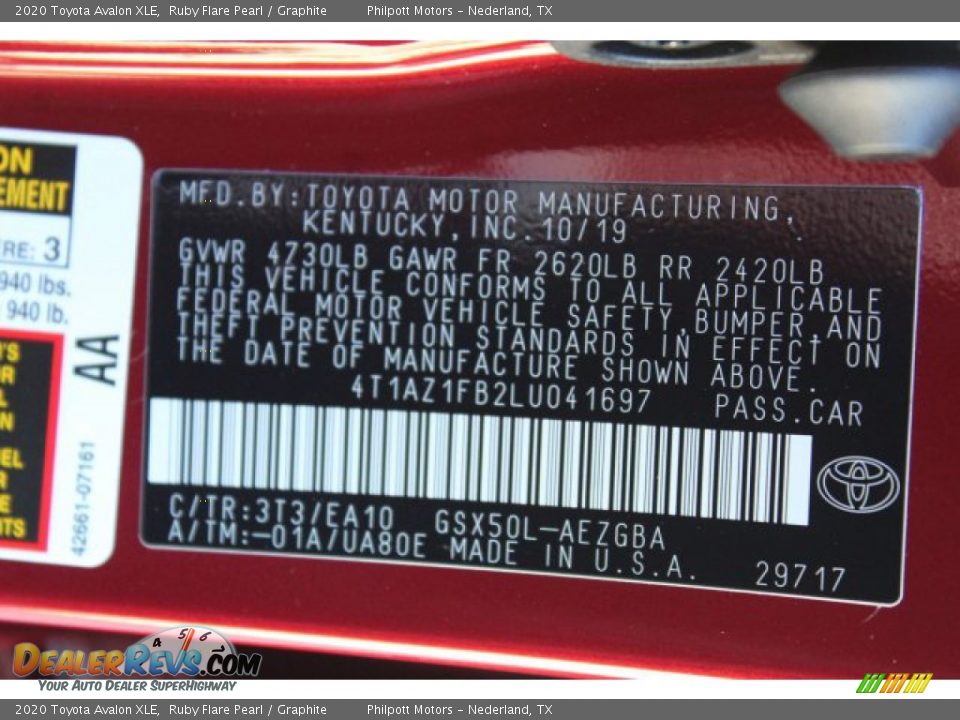 2020 Toyota Avalon XLE, Ruby Flare Pearl / Graphite Philpott Motors – Nederland, TX
ON
EMENT
ERE: 3
940 lbs.
940 lb.
AA
42661-07161
MFD.BY:TOYOTA MOTOR MANUFACTURING,
KENTUCKY,INC.10/19
GVWR 4730LB GAWR FR 2620LB RR 2420LB
THIS VEHICLE CONFORMS TO ALL APPLICABLE
FEDERAL MOTOR VEHICLE SAFETY,BUMPER,AND
THEFT PREVENTION STANDARDS IN EFFECT ON
THE DATE OF MANUFACTURE SHOWN ABOVE.
4T1AZ1FB2LU041697 PASS.CAR
C/TR:3T3/EA10 GSX50L-AEZGBA
A/TM:-01A/UA80E MADE IN U.S.A. 29717
4 5 6
DEALERREVS.COM
YOUR AUTO DEALER SUPERHIGHWAY
2020 Toyota Avalon XLE, Ruby Flare Pearl / Graphite Philpott Motors – Nederland, TX